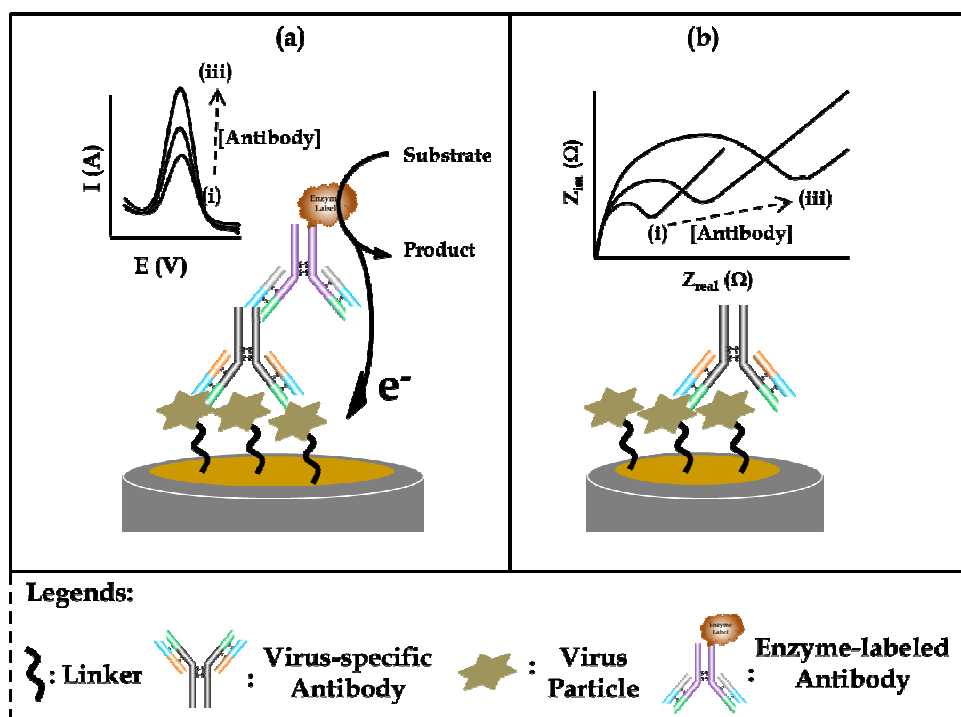 (a)
(iii)
[Antibody]
(i)
I (A)
E (V)
Substrate
Enzyme
Label
Product
e-
(b)
Zim (Ω)
(iii)
(i)
[Antibody]
Zreal (Ω)
Legends:
: Linker
: Virus-specific
Antibody
: Virus
Particle
Enzyme
Label
: Enzyme-labeled
Antibody